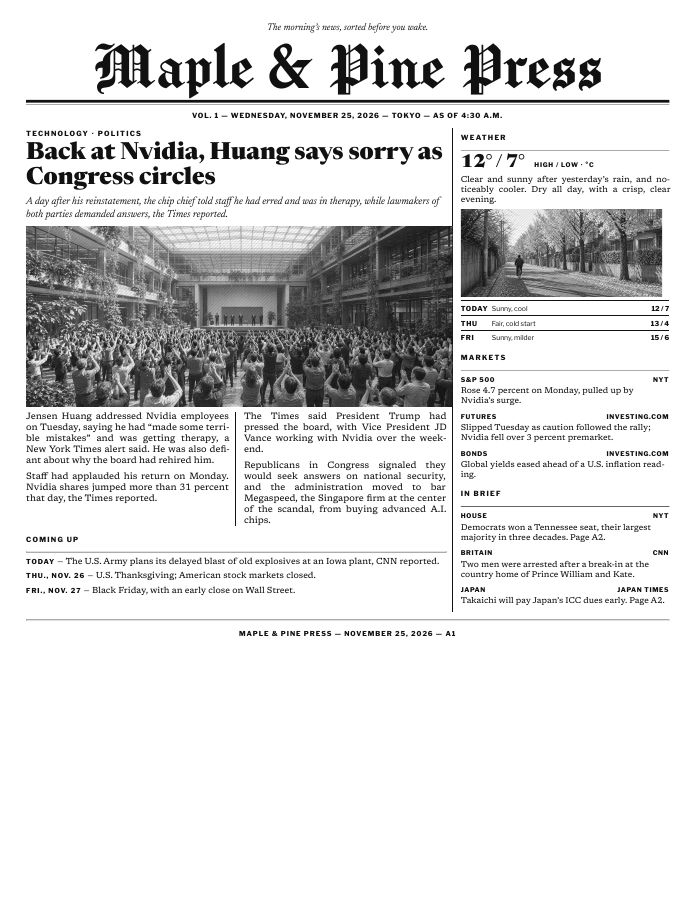 The morning's news, sorted before you wake.
Maple & Pine Press
VOL. 1 — WEDNESDAY, NOVEMBER 25, 2026 — TOKYO — AS OF 4:30 A.M.
TECHNOLOGY · POLITICS
Back at Nvidia, Huang says sorry as
Congress circles
A day after his reinstatement, the chip chief told staff he had erred and was in therapy, while lawmakers of
both parties demanded answers, the Times reported.
Jensen Huang addressed Nvidia employees
on Tuesday, saying he had “made some terri-
ble mistakes” and was getting therapy, a
New York Times alert said. He was also defi-
ant about why the board had rehired him.
Staff had applauded his return on Monday.
Nvidia shares jumped more than 31 percent
that day, the Times reported.
The Times said President Trump had
pressed the board, with Vice President JD
Vance working with Nvidia over the week-
end.
Republicans in Congress signaled they
would seek answers on national security,
and the administration moved to bar
Megaspeed, the Singapore firm at the center
of the scandal, from buying advanced A.I.
chips.
COMING UP
TODAY — The U.S. Army plans its delayed blast of old explosives at an Iowa plant, CNN reported.
THU., NOV. 26 — U.S. Thanksgiving; American stock markets closed.
FRI., NOV. 27 — Black Friday, with an early close on Wall Street.
WEATHER
12° / 7° HIGH / LOW · °C
Clear and sunny after yesterday's rain, and no-
ticeably cooler. Dry all day, with a crisp, clear
evening.
TODAY Sunny, cool 12 / 7
THU Fair, cold start 13 / 4
FRI Sunny, milder 15 / 6
MARKETS
S&P 500 NYT
Rose 4.7 percent on Monday, pulled up by
Nvidia's surge.
FUTURES INVESTING.COM
Slipped Tuesday as caution followed the rally;
Nvidia fell over 3 percent premarket.
BONDS INVESTING.COM
Global yields eased ahead of a U.S. inflation read-
ing.
IN BRIEF
HOUSE NYT
Democrats won a Tennessee seat, their largest
majority in three decades. Page A2.
BRITAIN CNN
Two men were arrested after a break-in at the
country home of Prince William and Kate.
JAPAN JAPAN TIMES
Takaichi will pay Japan's ICC dues early. Page A2.
MAPLE & PINE PRESS — NOVEMBER 25, 2026 — A1